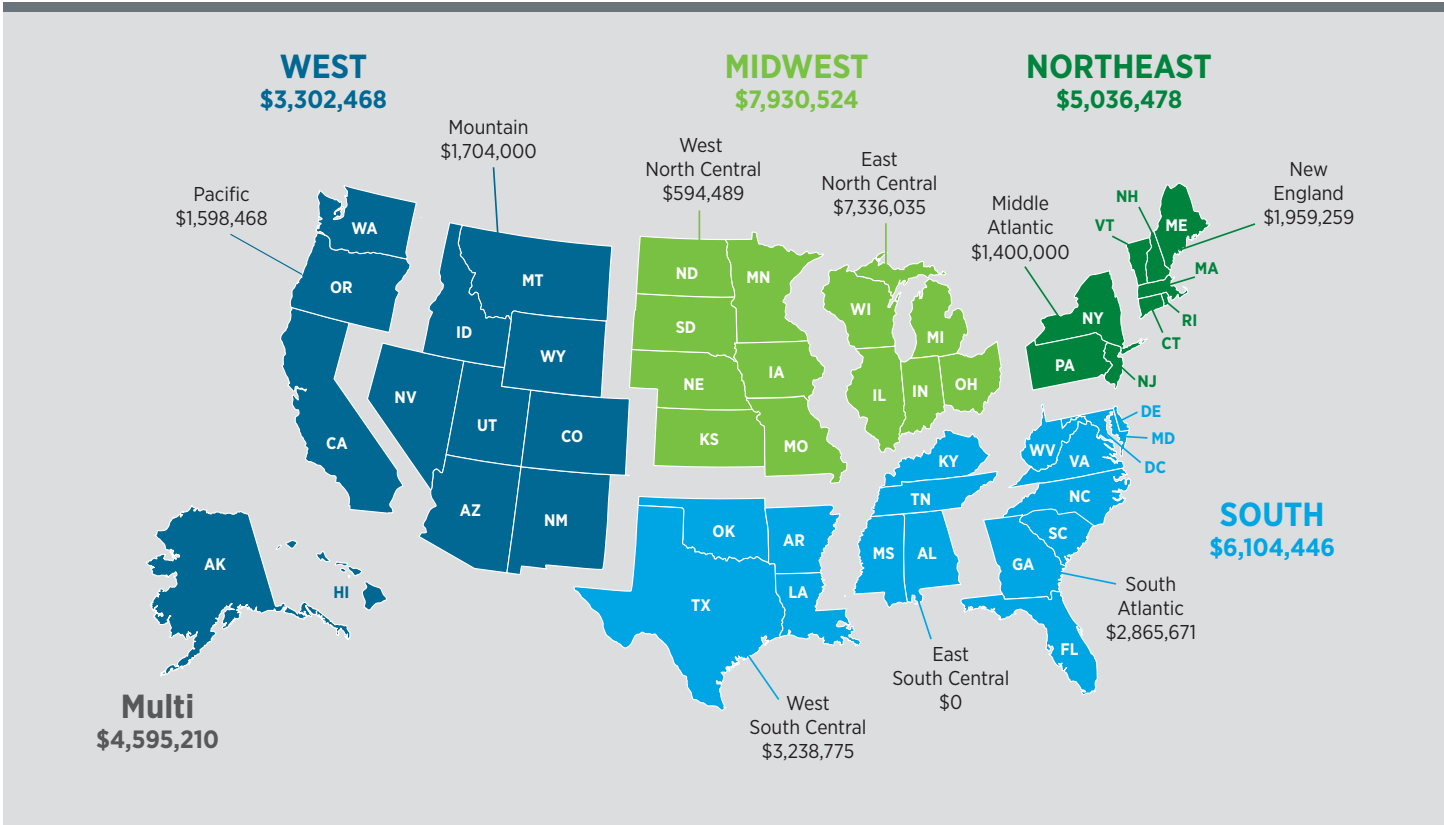 WEST
$3,302,468
MIDWEST
$7,930,524
NORTHEAST
$5,036,478
Mountain
$1,704,000
Pacific
$1,598,468
West
North Central
$594,489
East
North Central
$7,336,035
Middle
Atlantic
$1,400,000
New
England
$1,959,259
WA
OR
CA
NV
ID
MT
WY
UT
CO
AZ
NM
AK
HI
ND
SD
NE
KS
MN
IA
MO
WI
MI
IL
IN
OH
NH
VT
ME
MA
RI
CT
NY
PA
NJ
DE
MD
DC
WV
VA
KY
TN
NC
SC
GA
FL
MS
AL
OK
AR
TX
LA
SOUTH
$6,104,446
South
Atlantic
$2,865,671
East
South Central
$0
West
South Central
$3,238,775
Multi
$4,595,210